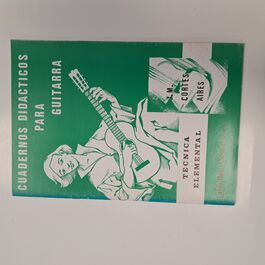 CUADERNOS DIDACTICOS
PARA
GUITARRA
J. M.
CORTES
AIRES
TECNICA
ELEMENTAL